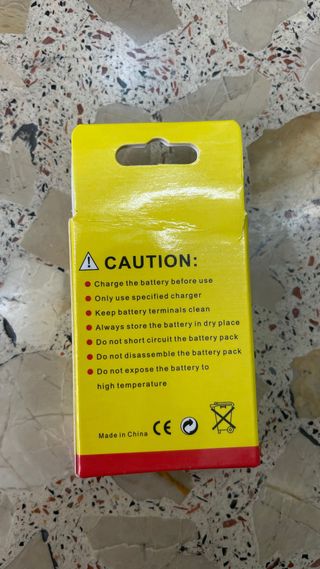 CAUTION:
Charge the battery before use
Only use specified charger
Keep battery terminals clean
Always store the battery in dry place
Do not short circuit the battery pack
Do not disassemble the battery pack
Do not expose the battery to
high temperature
Made in China CE